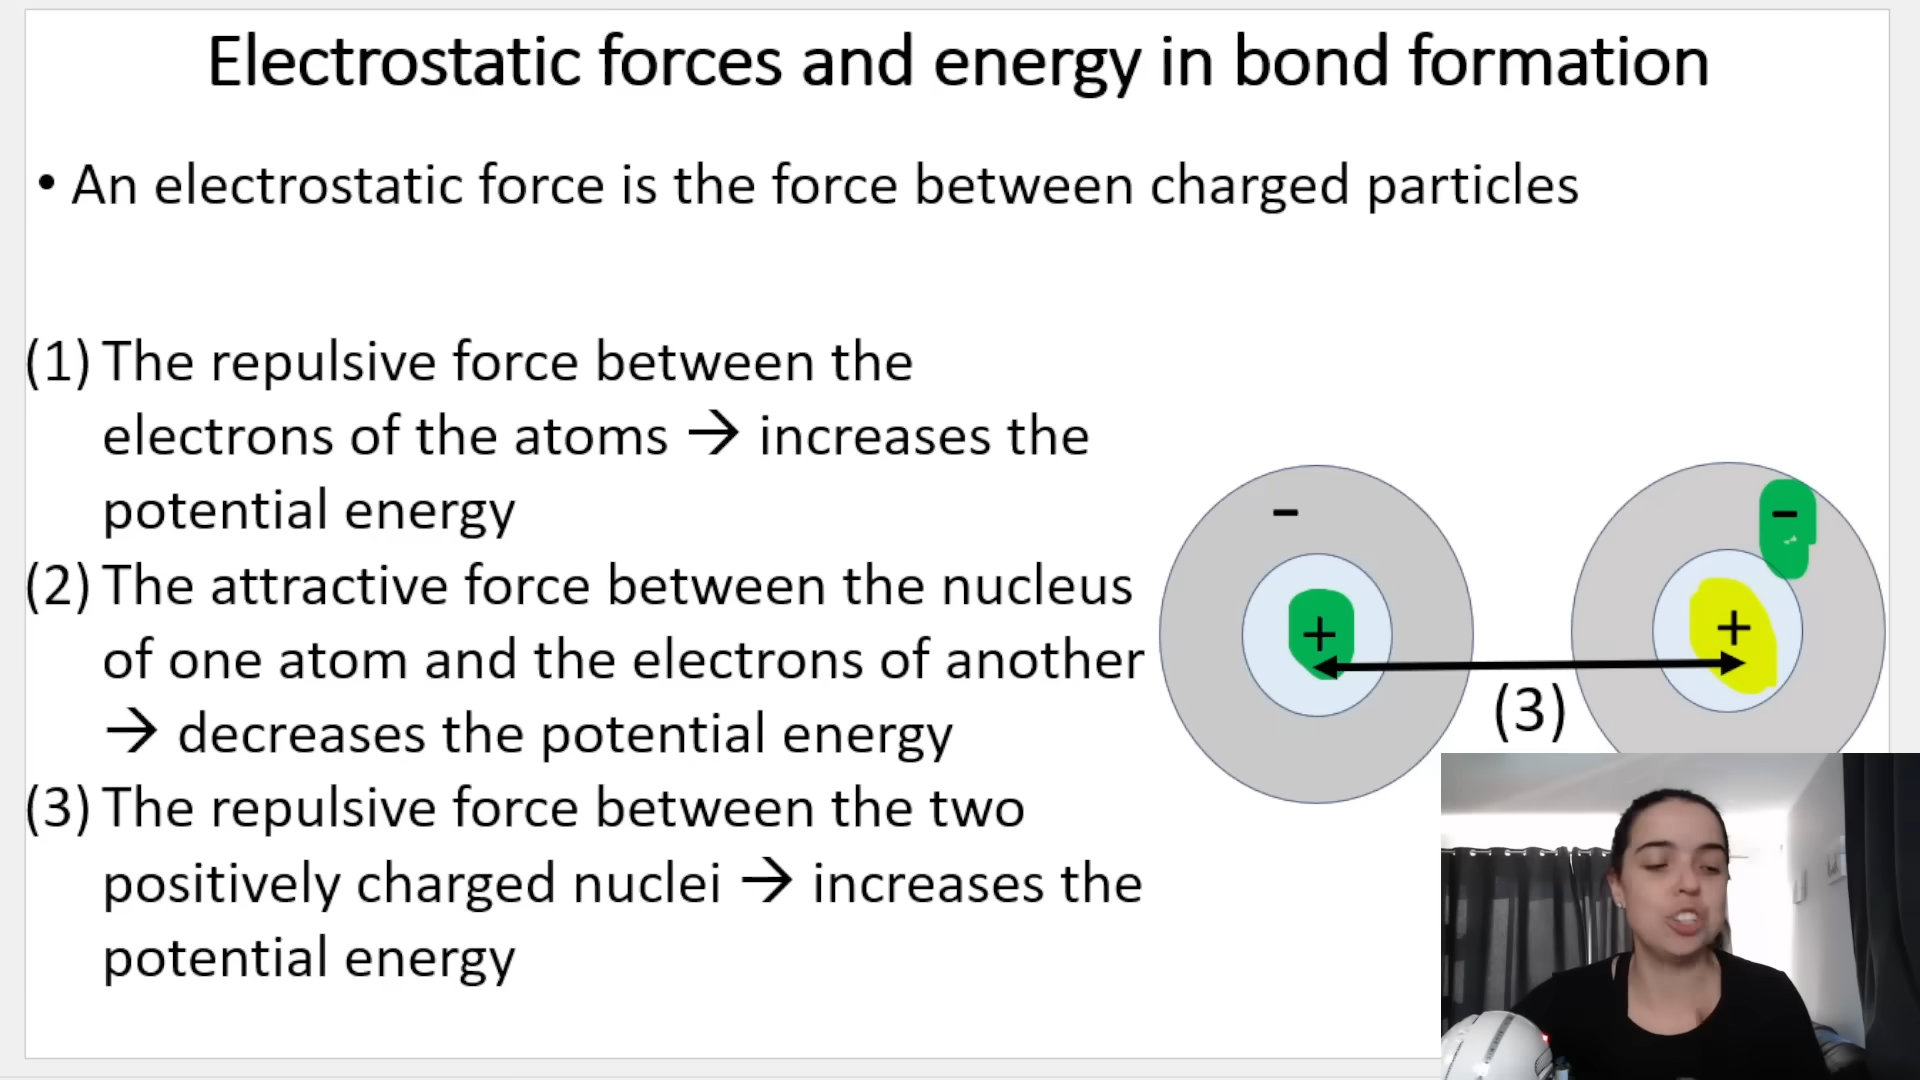 Electrostatic forces and energy in bond formation
• An electrostatic force is the force between charged particles
(1) The repulsive force between the
electrons of the atoms → increases the
potential energy
(2) The attractive force between the nucleus
of one atom and the electrons of another
→ decreases the potential energy
(3) The repulsive force between the two
positively charged nuclei → increases the
potential energy
- -
+ +
(3)